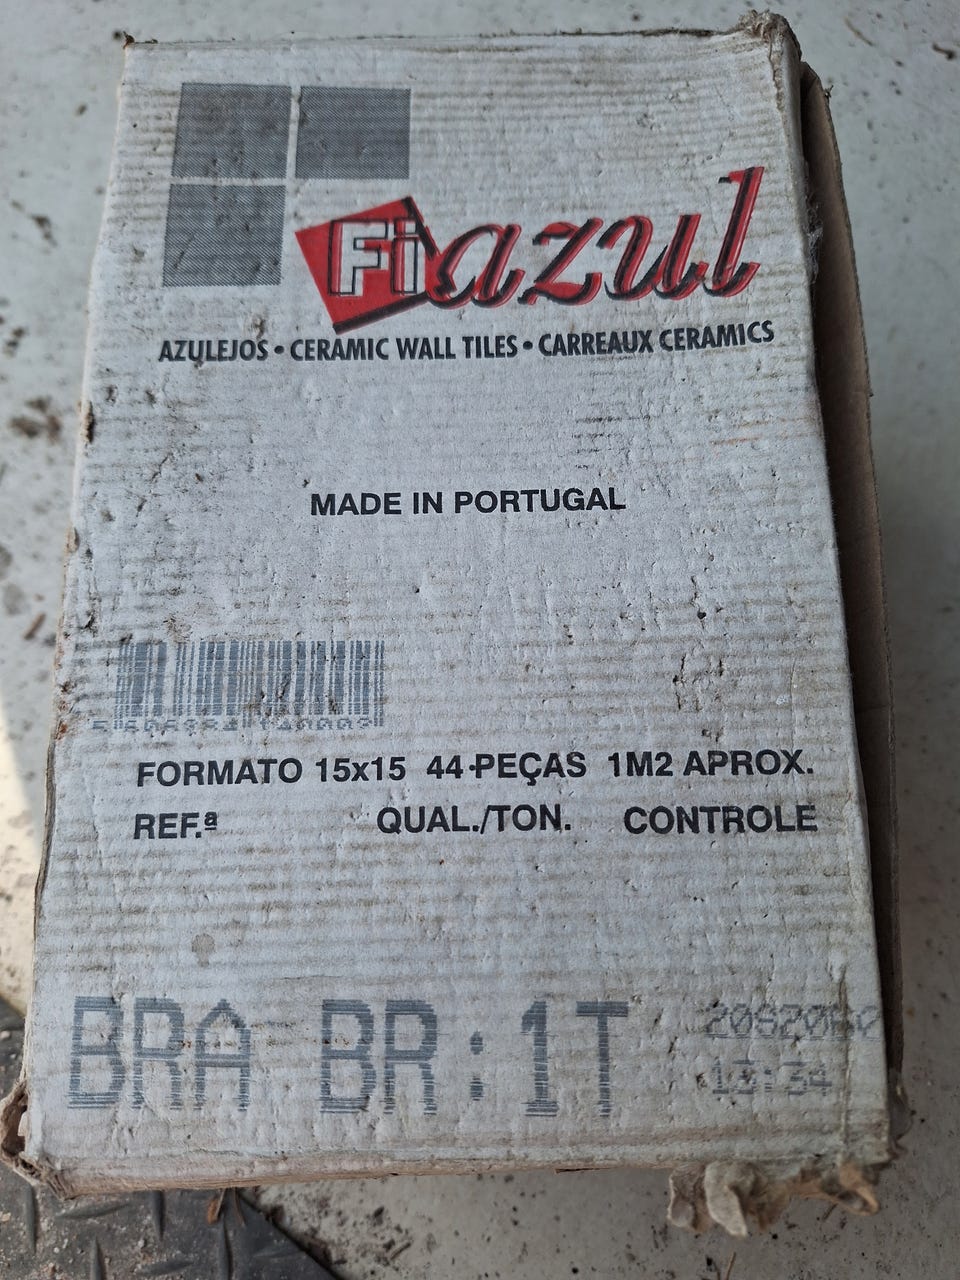 Fiazul
AZULEJOS • CERAMIC WALL TILES • CARREAUX CERAMICS
MADE IN PORTUGAL
FORMATO 15x15 44-PEÇAS 1M2 APROX.
REF.ª QUAL./TON. CONTROLE
BRA BR:1T
13:34